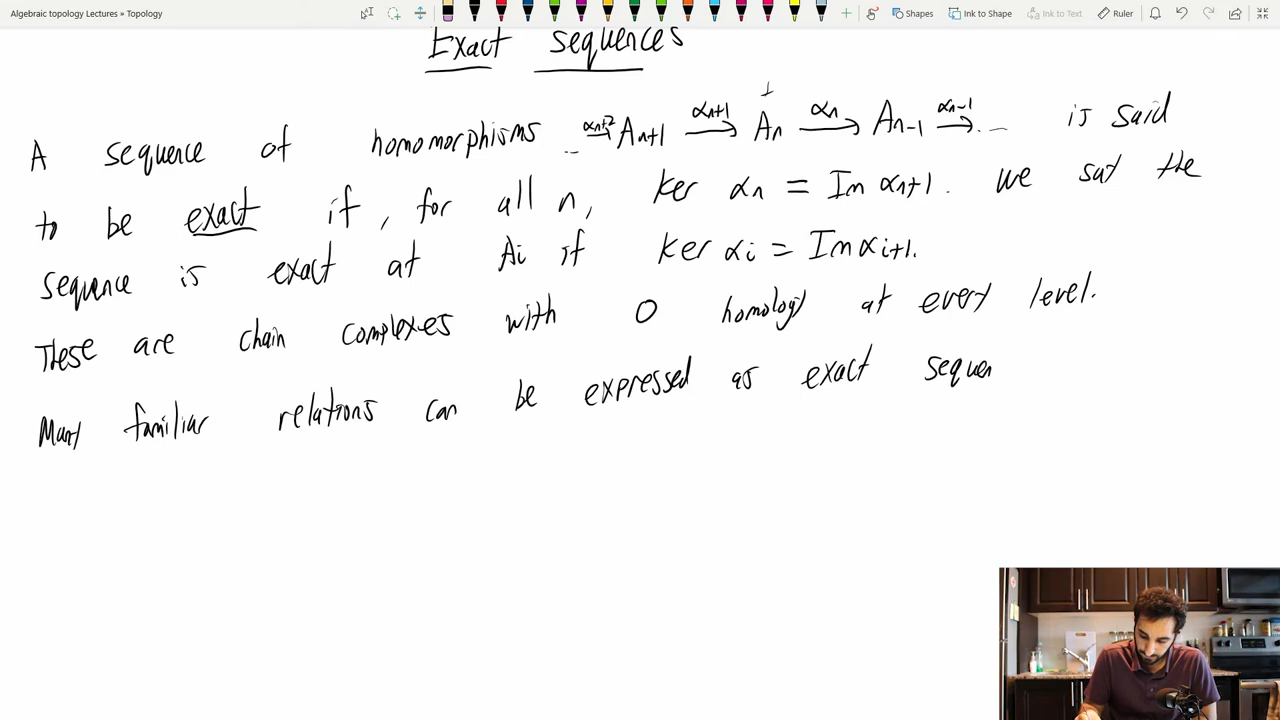 Algebraic topology Lectures » Topology
Shapes Ink to Shape Ink to Text Ruler
Exact sequences
A sequence of homomorphisms ... →αn+2 An+1 →αn+1 An →αn An-1 →αn-1 ... is said
to be exact if, for all n, ker αn = Im αn+1. We sat the
sequence is exact at Ai if ker αi = Im αi+1.
These are chain complexes with 0 homology at every level.
Many familiar relations can be expressed as exact sequen